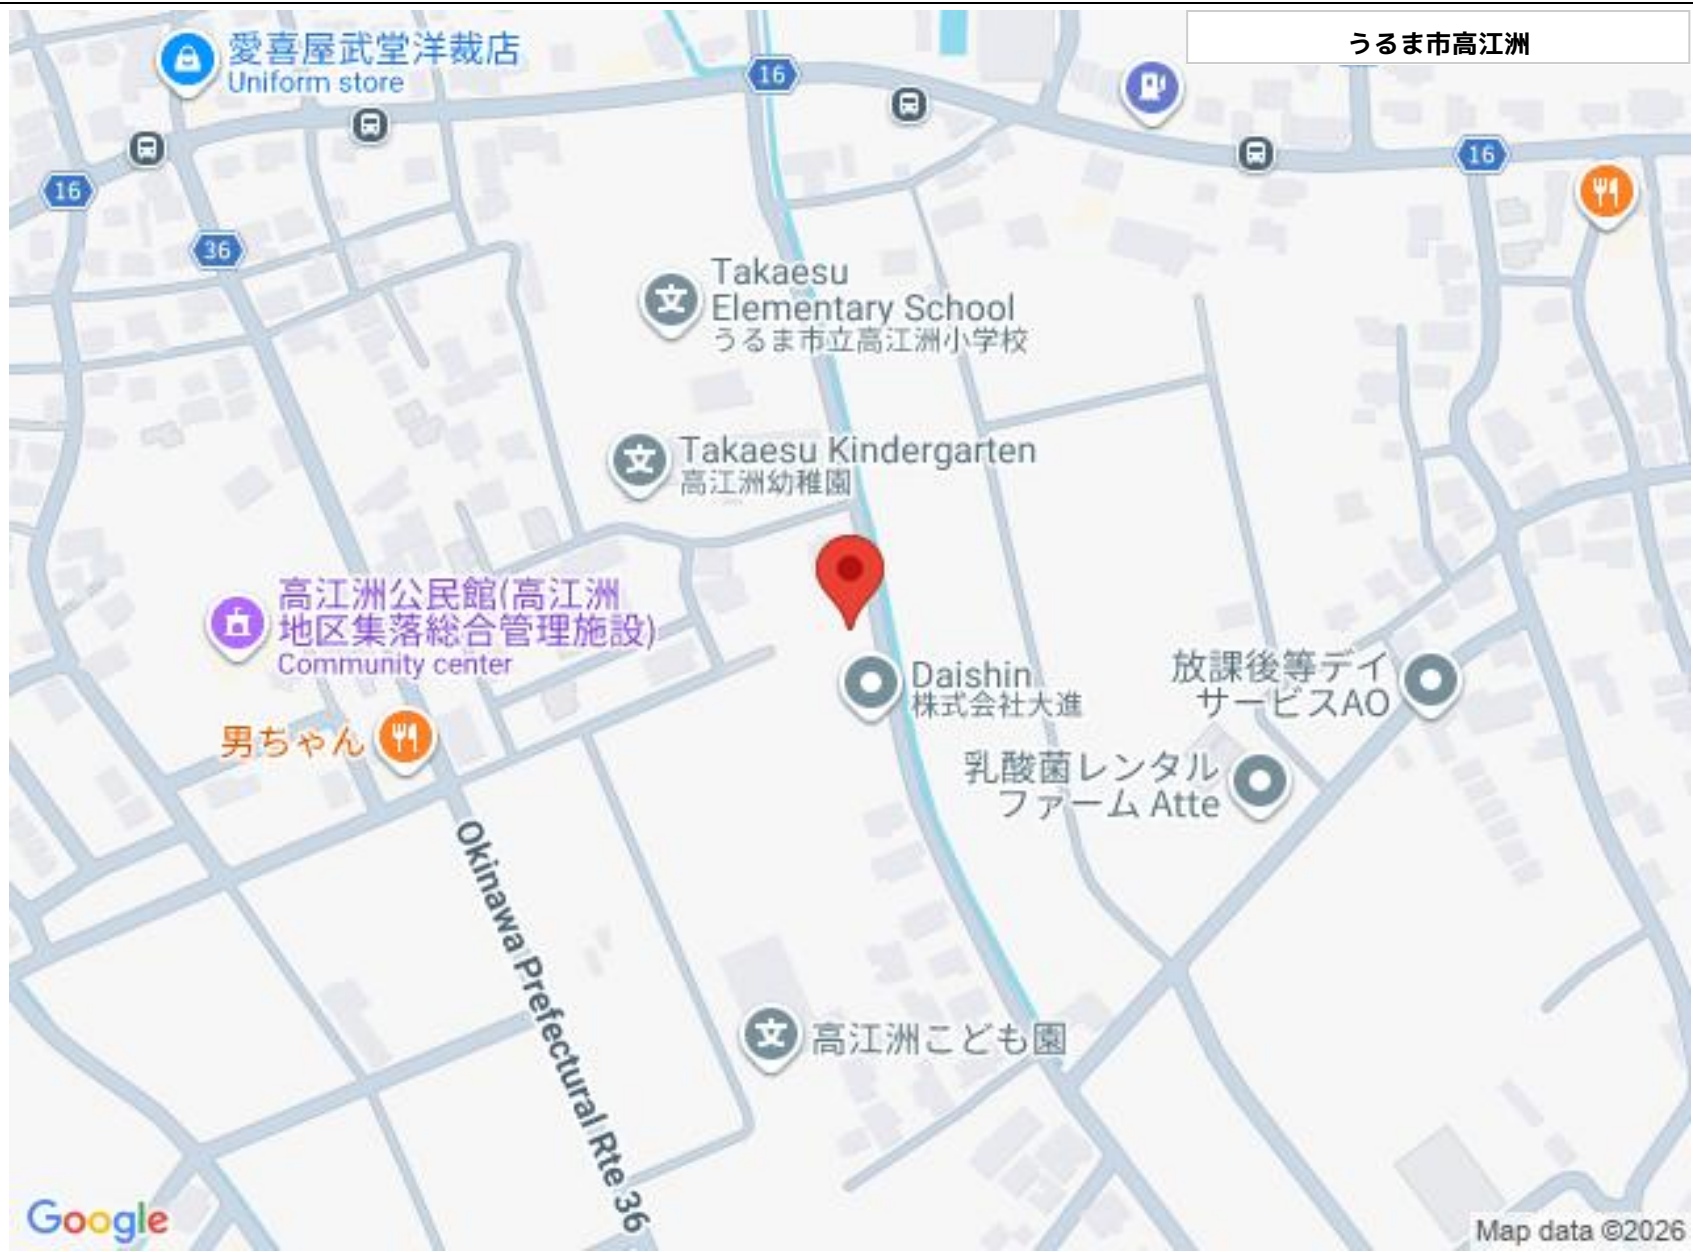 うるま市高江洲
愛喜屋武堂洋裁店
Uniform store
16
16
16
36
Takaesu
Elementary School
うるま市立高江洲小学校
Takaesu Kindergarten
高江洲幼稚園
高江洲公民館(高江洲
地区集落総合管理施設)
Community center
Daishin
株式会社大進
放課後等デイ
サービスAO
男ちゃん
乳酸菌レンタル
ファーム Atte
Okinawa Prefectural Rte 36
高江洲こども園
Google
Map data ©2026